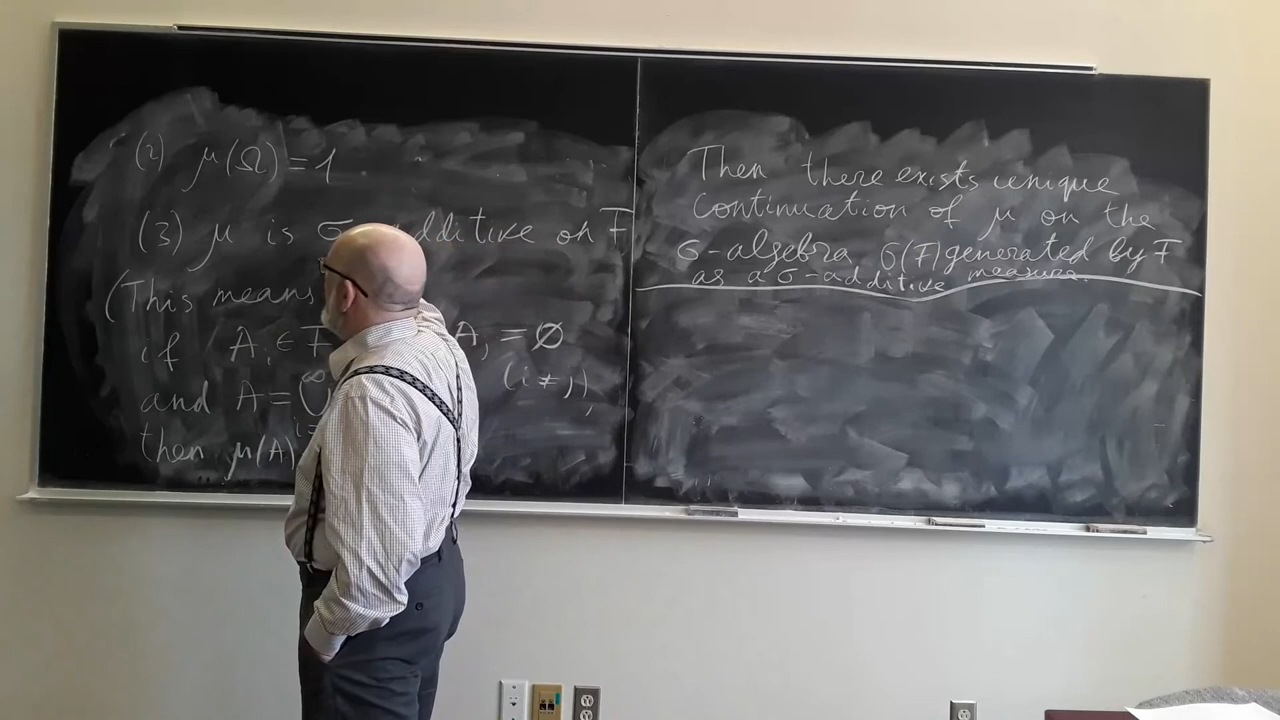 (2) μ(Ω)=1
(3) μ is σ additive on F
(This means
if A_i ∈ F A_j = ∅
and A = ∞ ∪ (i ≠ j),
i=
then μ(A)
Then there exists unique
continuation of μ on the
σ-algebra σ(F) generated by F
as a σ-additive measure.